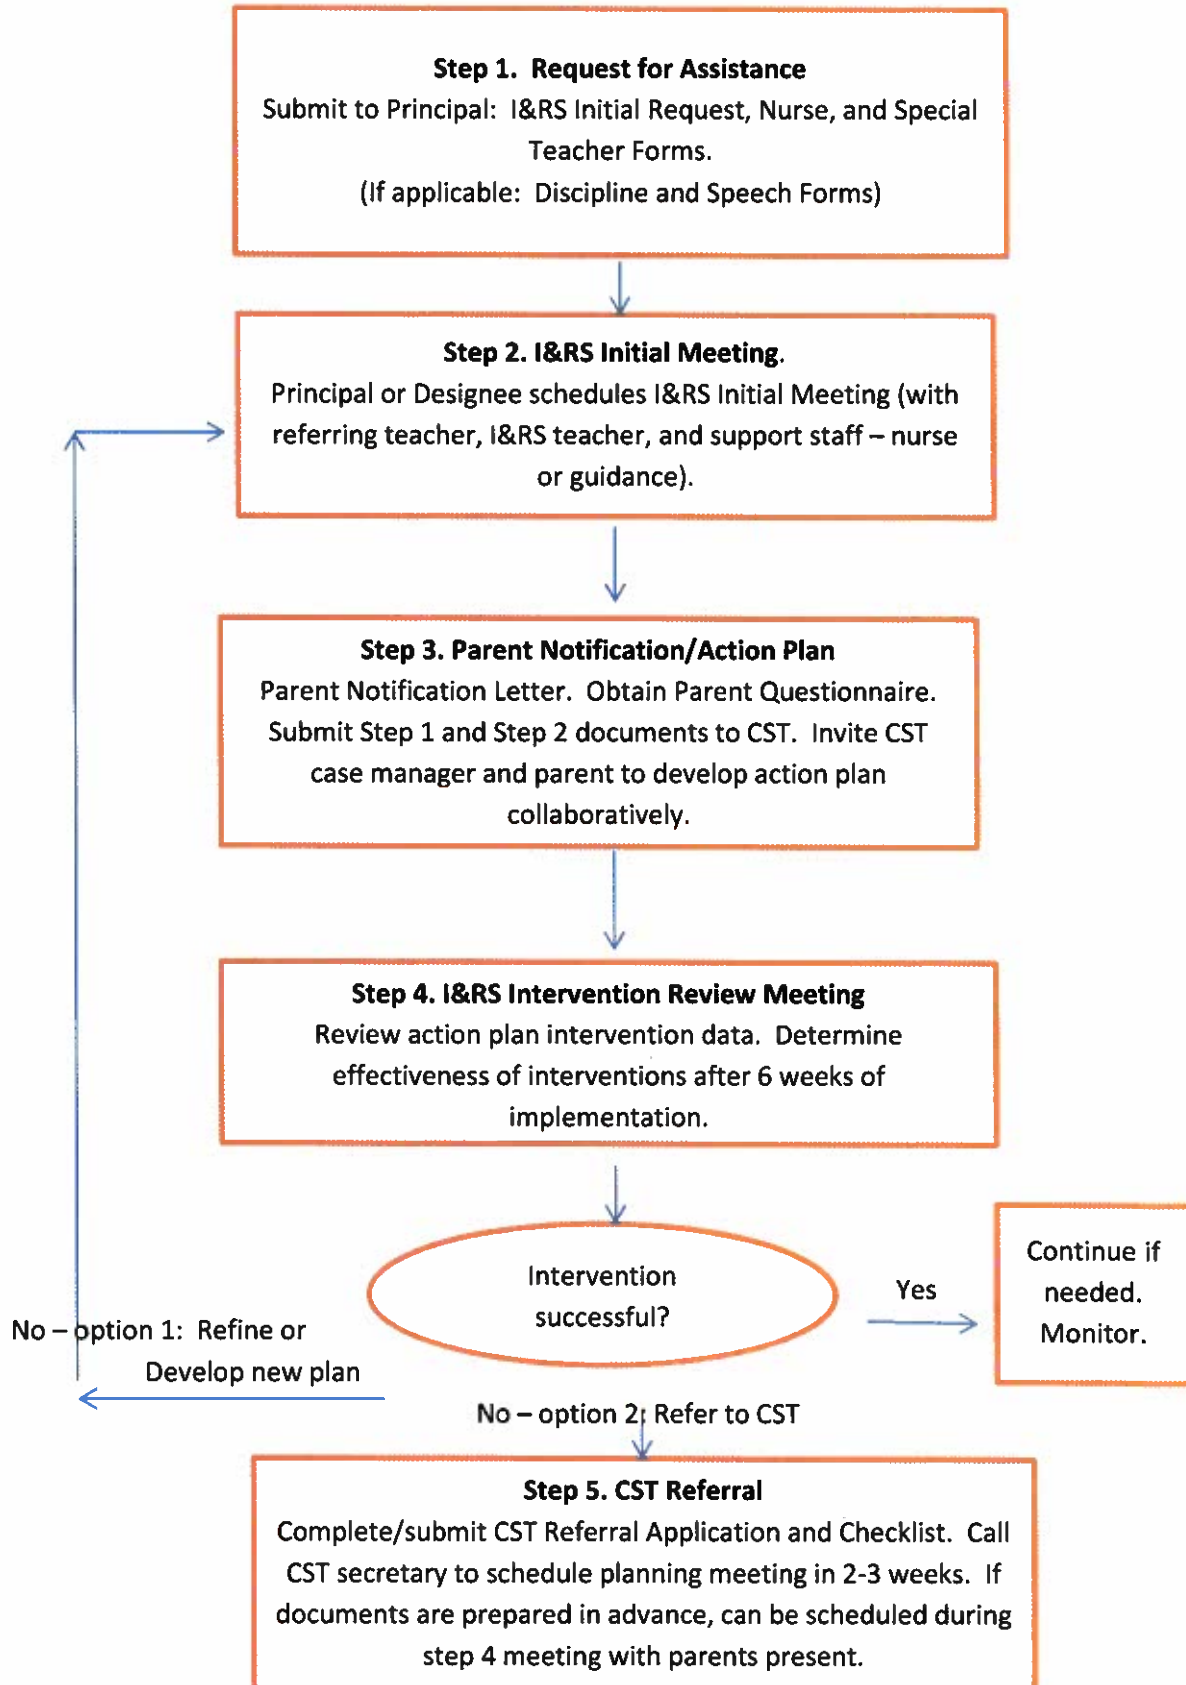 Step 1. Request for Assistance
Submit to Principal: I&RS Initial Request, Nurse, and Special
Teacher Forms.
(If applicable: Discipline and Speech Forms)
Step 2. I&RS Initial Meeting.
Principal or Designee schedules I&RS Initial Meeting (with
referring teacher, I&RS teacher, and support staff – nurse
or guidance).
Step 3. Parent Notification/Action Plan
Parent Notification Letter. Obtain Parent Questionnaire.
Submit Step 1 and Step 2 documents to CST. Invite CST
case manager and parent to develop action plan
collaboratively.
Step 4. I&RS Intervention Review Meeting
Review action plan intervention data. Determine
effectiveness of interventions after 6 weeks of
implementation.
Intervention
successful?
Yes
Continue if
needed.
Monitor.
No – option 1: Refine or
Develop new plan
No – option 2: Refer to CST
Step 5. CST Referral
Complete/submit CST Referral Application and Checklist. Call
CST secretary to schedule planning meeting in 2-3 weeks. If
documents are prepared in advance, can be scheduled during
step 4 meeting with parents present.